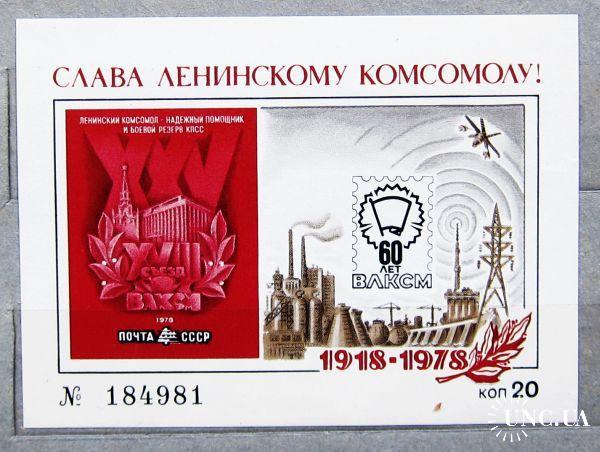 СЛАВА ЛЕНИНСКОМУ КОМСОМОЛУ!
ЛЕНИНСКИЙ КОМСОМОЛ - НАДЕЖНЫЙ ПОМОЩНИК
И БОЕВОЙ РЕЗЕРВ КПСС
XXV
XVIII
СЪЕЗД
ВЛКСМ
1978
ПОЧТА СССР
60
ЛЕТ
ВЛКСМ
1918-1978
№ 184981
КОП 20
UNC.UA